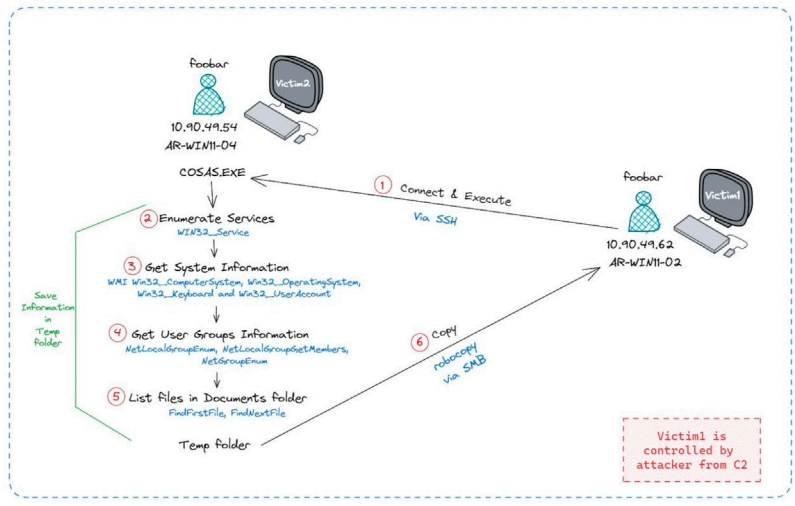 foobar
Victim2
10.90.49.54
AR-WIN11-04
COSAS.EXE
1 Connect & Execute
Via SSH
foobar
Victim1
10.90.49.62
AR-WIN11-02
2 Enumerate Services
WIN32_Service
3 Get System Information
WMI Win32_ComputerSystem, Win32_OperatingSystem,
Win32_Keyboard and Win32_UserAccount
Save
Information
in
Temp
folder
4 Get User Groups Information
NetLocalGroupEnum, NetLocalGroupGetMembers,
NetGroupEnum
6 Copy
robocopy
via SMB
5 List files in Documents folder
FindFirstFile, FindNextFile
Temp folder
Victim1 is
controlled by
attacker from C2